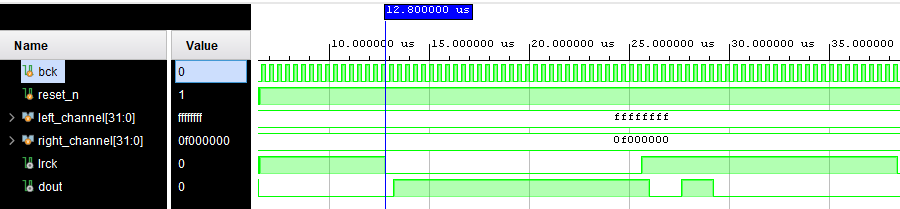 12.800000 us
Name Value
10.000000 us 15.000000 us 20.000000 us 25.000000 us 30.000000 us 35.000000
bck 0
reset_n 1
left_channel[31:0] ffffffff ffffffff
right_channel[31:0] 0f000000 0f000000
lrck 0
dout 0